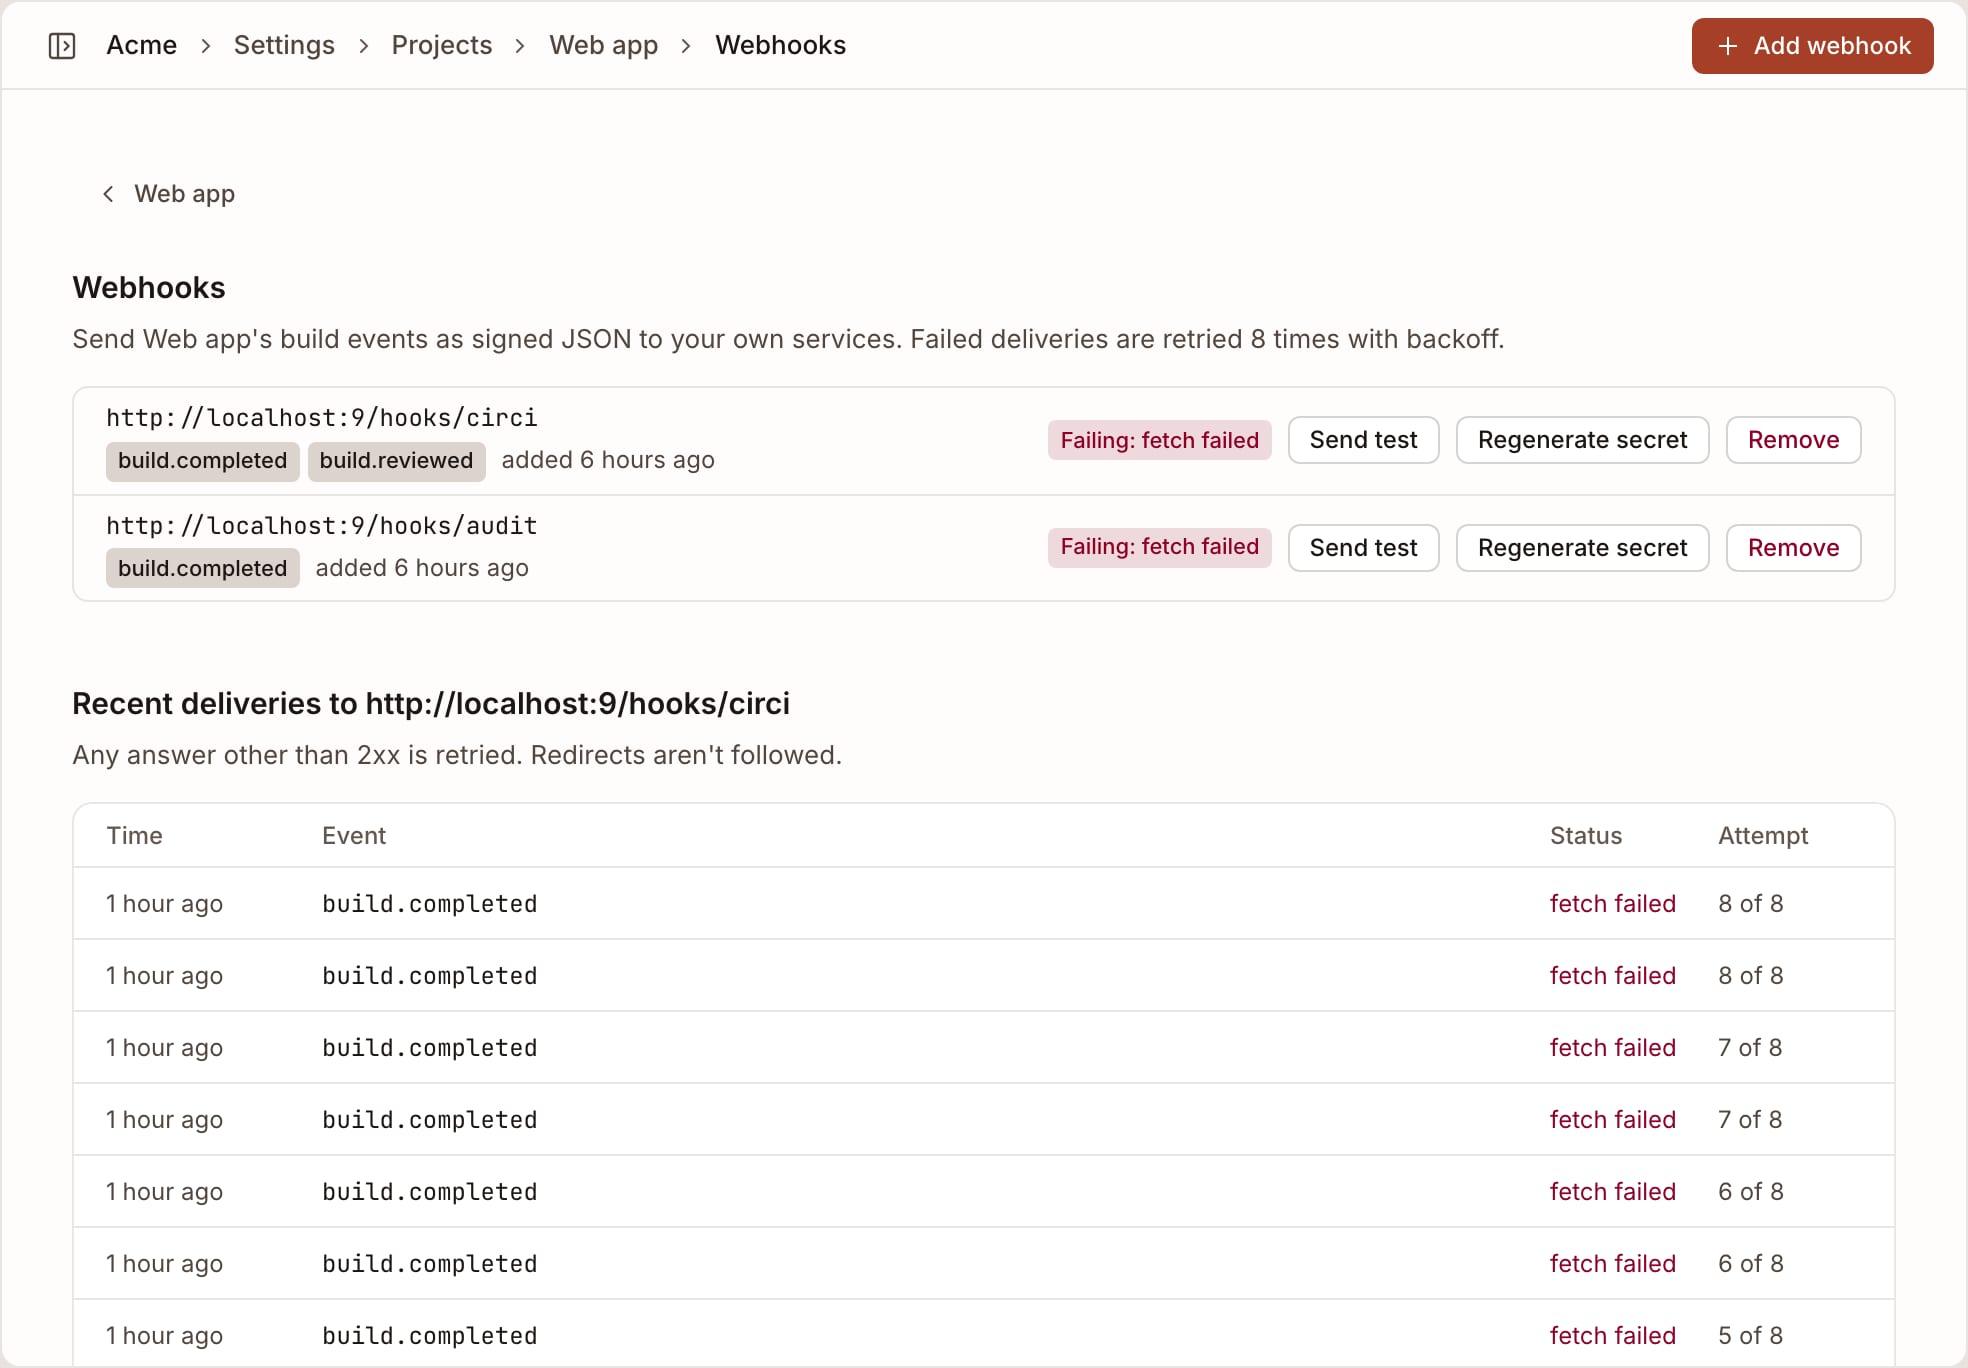 Acme > Settings > Projects > Web app > Webhooks
+ Add webhook
< Web app
Webhooks
Send Web app's build events as signed JSON to your own services. Failed deliveries are retried 8 times with backoff.
http://localhost:9/hooks/circi
build.completed build.reviewed added 6 hours ago
Failing: fetch failed Send test Regenerate secret Remove
http://localhost:9/hooks/audit
build.completed added 6 hours ago
Failing: fetch failed Send test Regenerate secret Remove
Recent deliveries to http://localhost:9/hooks/circi
Any answer other than 2xx is retried. Redirects aren't followed.
Time Event Status Attempt
1 hour ago build.completed fetch failed 8 of 8
1 hour ago build.completed fetch failed 8 of 8
1 hour ago build.completed fetch failed 7 of 8
1 hour ago build.completed fetch failed 7 of 8
1 hour ago build.completed fetch failed 6 of 8
1 hour ago build.completed fetch failed 6 of 8
1 hour ago build.completed fetch failed 5 of 8